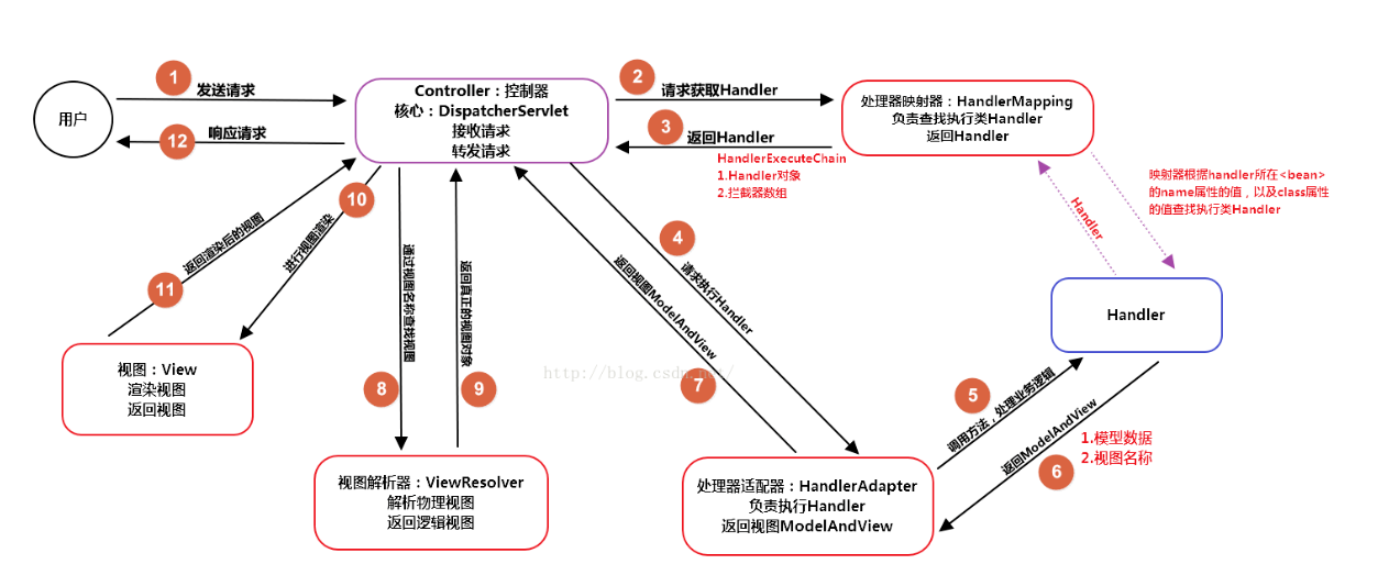 1
发送请求
用户
12
响应请求
Controller：控制器
核心：DispatcherServlet
接收请求
转发请求
2
请求获取Handler
3
返回Handler
HandlerExecuteChain
1.Handler对象
2.拦截器数组
处理器映射器：HandlerMapping
负责查找执行类Handler
返回Handler
映射器根据handler所在<bean>
的name属性的值，以及class属性
的值查找执行类Handler
Handler
Handler
4
请求执行Handler
5
调用方法，处理业务逻辑
6
返回ModelAndView
1.模型数据
2.视图名称
处理器适配器：HandlerAdapter
负责执行Handler
返回视图ModelAndView
7
返回视图ModelAndView
8
通过视图名称查找视图
9
返回真正的视图对象
视图解析器：ViewResolver
解析物理视图
返回逻辑视图
10
进行视图渲染
11
返回渲染后的视图
视图：View
渲染视图
返回视图
http://blog.csdn.net/